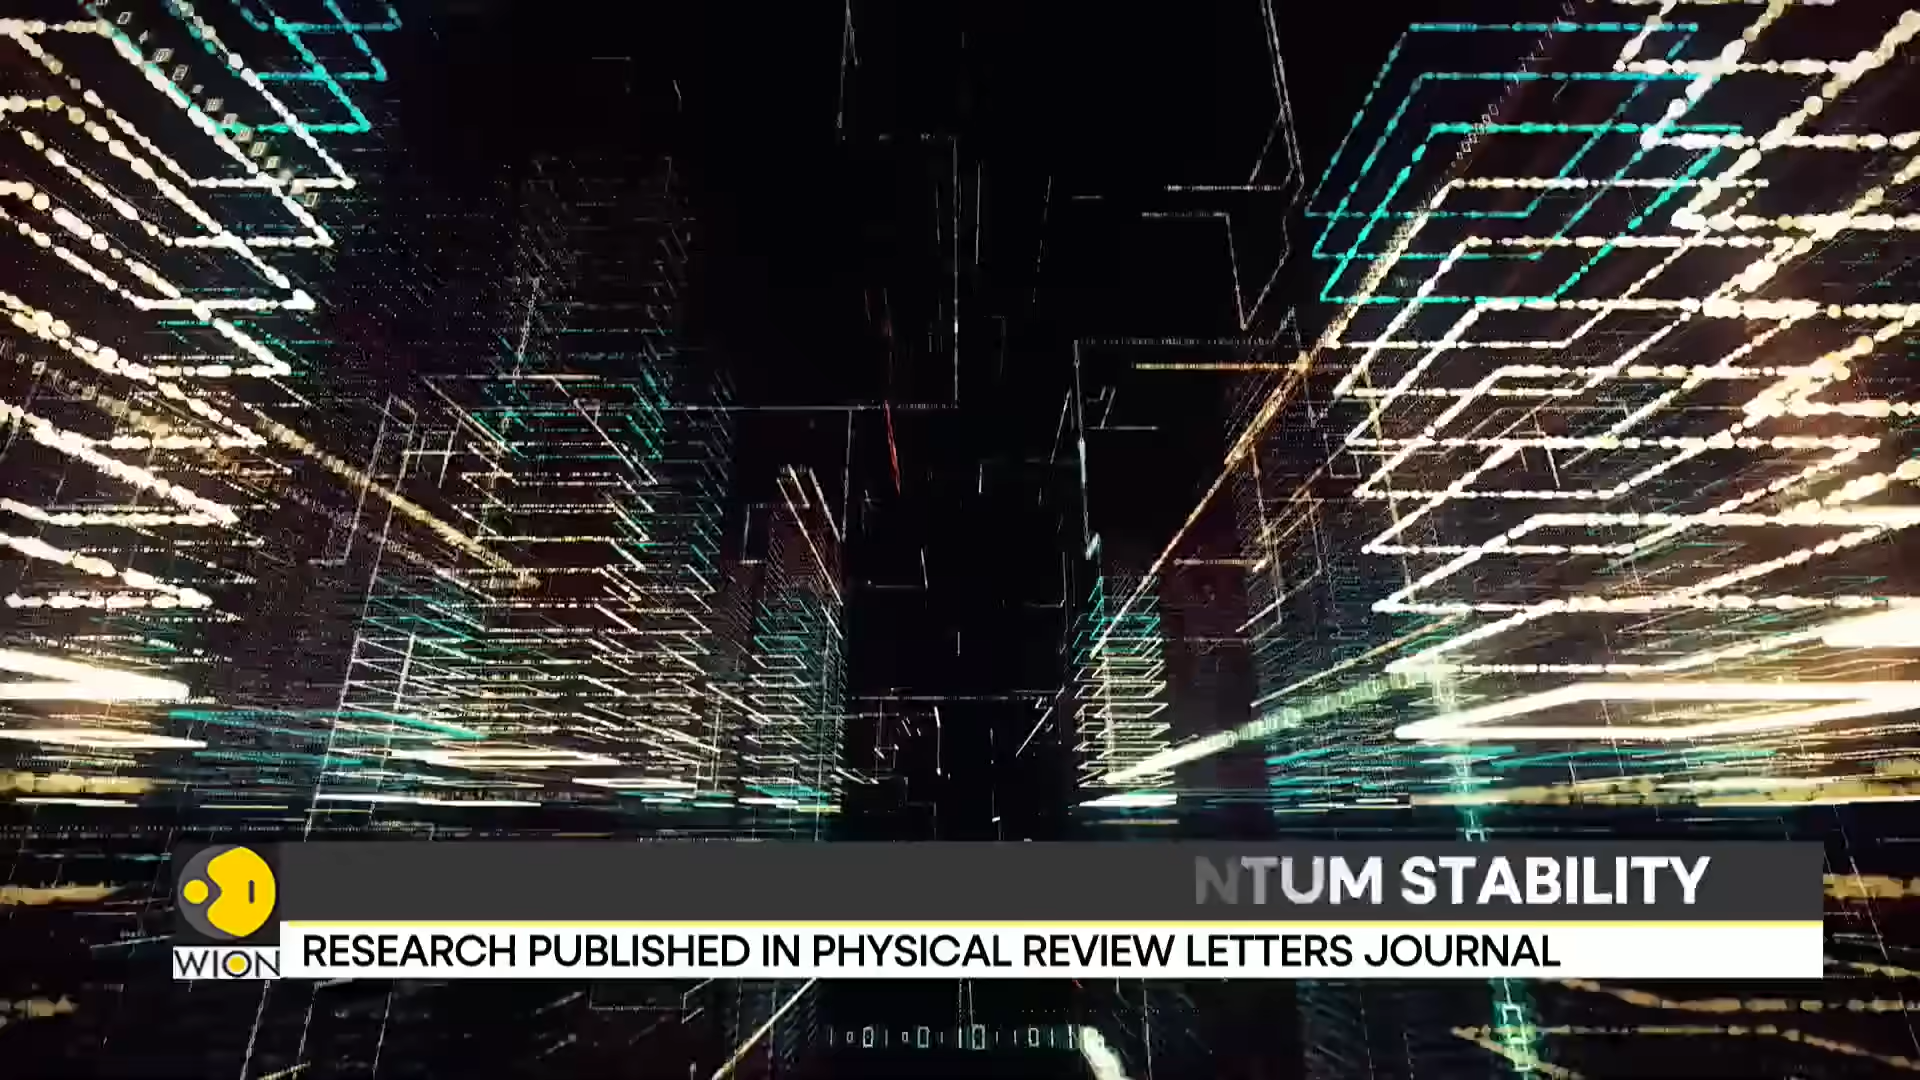 NTUM STABILITY
WION
RESEARCH PUBLISHED IN PHYSICAL REVIEW LETTERS JOURNAL